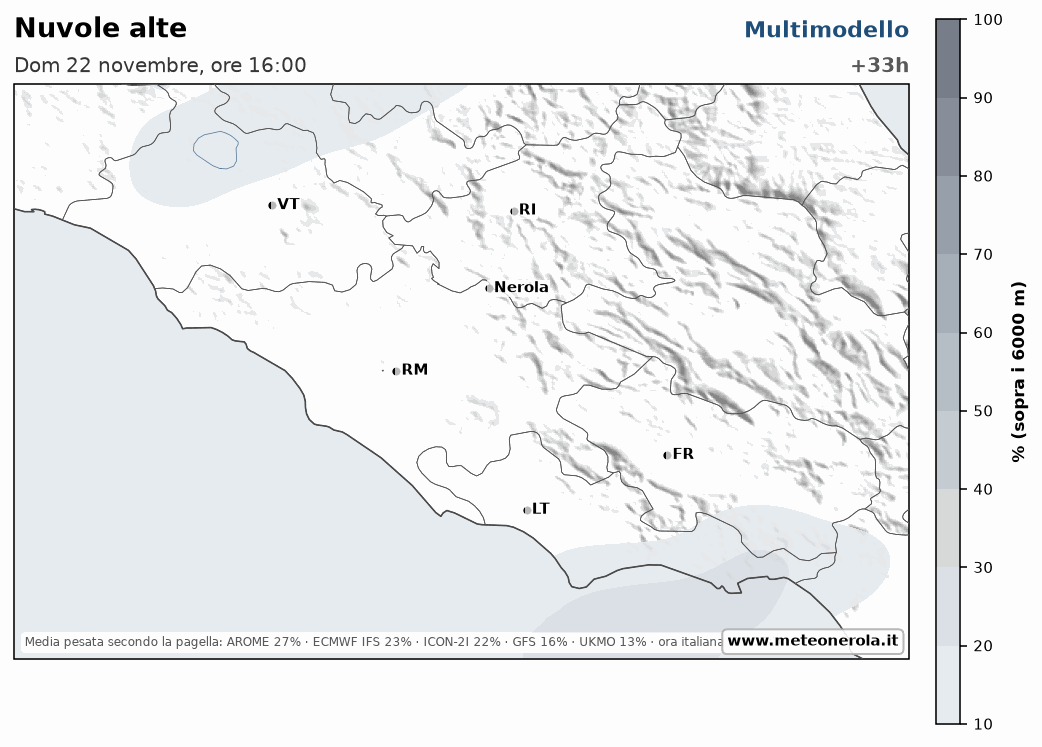 Nuvole alte
Multimodello
Dom 22 novembre, ore 16:00
+33h
VT
RI
Nerola
RM
FR
LT
Media pesata secondo la pagella: AROME 27% · ECMWF IFS 23% · ICON-2I 22% · GFS 16% · UKMO 13% · ora italiana
www.meteonerola.it
100
90
80
70
60
50
40
30
20
10
% (sopra i 6000 m)